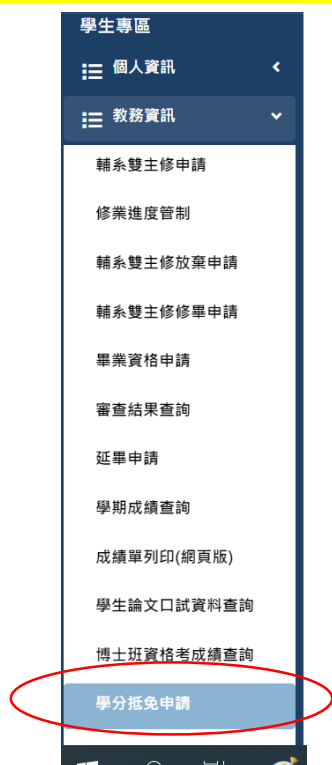 學生專區
個人資訊
教務資訊
輔系雙主修申請
修業進度管制
輔系雙主修放棄申請
輔系雙主修修畢申請
畢業資格申請
審查結果查詢
延畢申請
學期成績查詢
成績單列印(網頁版)
學生論文口試資料查詢
博士班資格考成績查詢
學分抵免申請